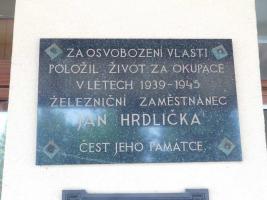 ZA OSVOBOZENÍ VLASTI
POLOŽIL ŽIVOT ZA OKUPACE
V LETECH 1939-1945
ŽELEZNIČNÍ ZAMĚSTNANEC
JAN HRDLIČKA
ČEST JEHO PAMÁTCE.